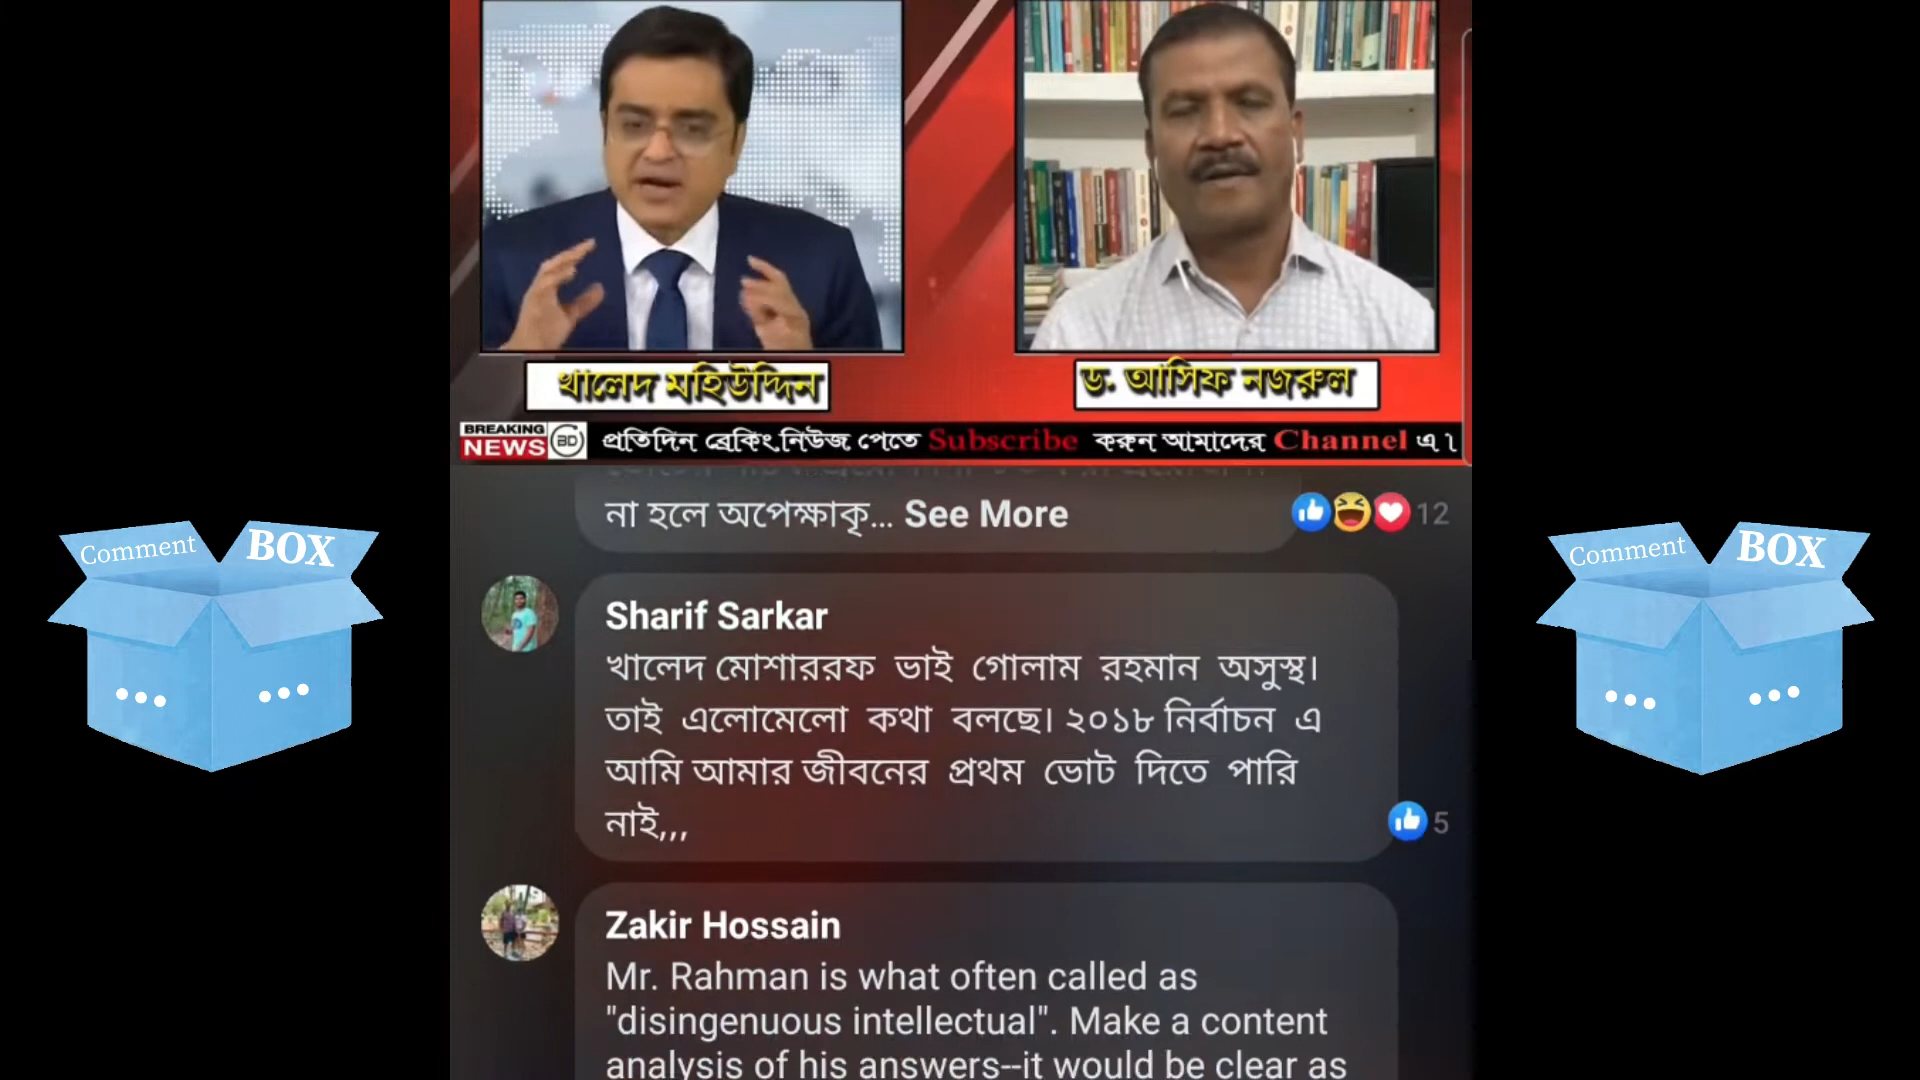 খালেদ মহিউদ্দিন
ড. আসিফ নজরুল
BREAKING
NEWS BD প্রতিদিন ব্রেকিং নিউজ পেতে Subscribe করুন আমাদের Channel এ।
না হলে অপেক্ষাকৃ... See More
12
Comment BOX
Comment BOX
Sharif Sarkar
খালেদ মোশাররফ ভাই গোলাম রহমান অসুস্থ।
তাই এলোমেলো কথা বলছে। ২০১৮ নির্বাচন এ
আমি আমার জীবনের প্রথম ভোট দিতে পারি
নাই,,,
5
Zakir Hossain
Mr. Rahman is what often called as
"disingenuous intellectual". Make a content
analysis of his answers--it would be clear as